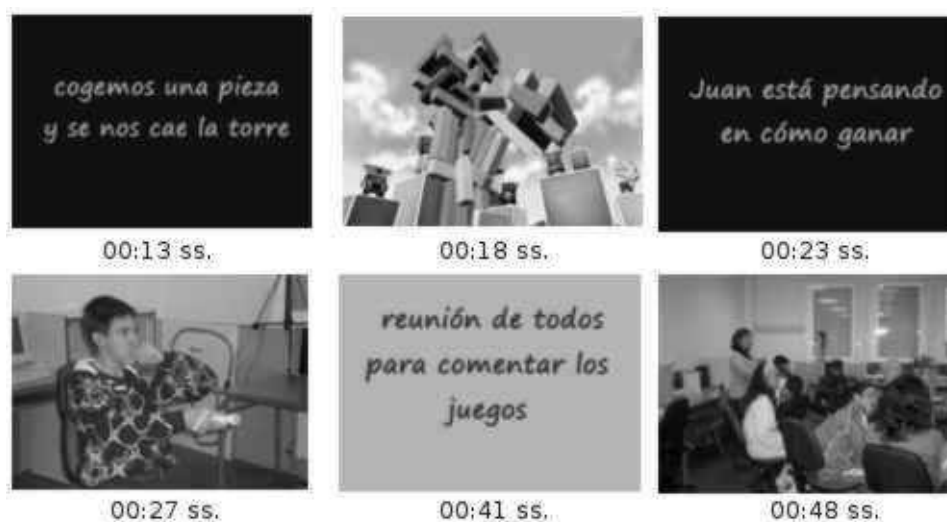 cogemos una pieza
y se nos cae la torre
Juan está pensando
en cómo ganar
00:13 ss.
00:18 ss.
00:23 ss.
reunión de todos
para comentar los
juegos
00:27 ss.
00:41 ss.
00:48 ss.